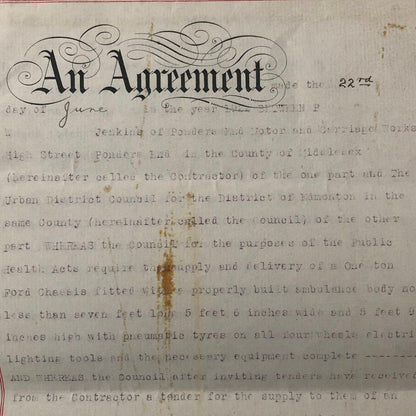 An Agreement made the 22nd
day of June in the year 19 BETWEEN P
Jenkins of Ponders End Motor and Carriage Works
High Street Ponders End in the County of Middlesex
(hereinafter called the Contractor) of the one part and The
Urban District Council for the District of Edmonton in the
same County (hereinafter called the Council) of the other
part WHEREAS the Council for the purposes of the Public
Health Acts require the supply and delivery of a One ton
Ford Chassis fitted with a properly built ambulance body no
less than seven feet long 5 feet 6 inches wide and 5 feet 9
inches high with pneumatic tyres on all four wheels electri
lighting tools and the necessary equipment complete -------
AND WHEREAS the Council after inviting tenders have received
from the Contractor a tender for the supply to them of an